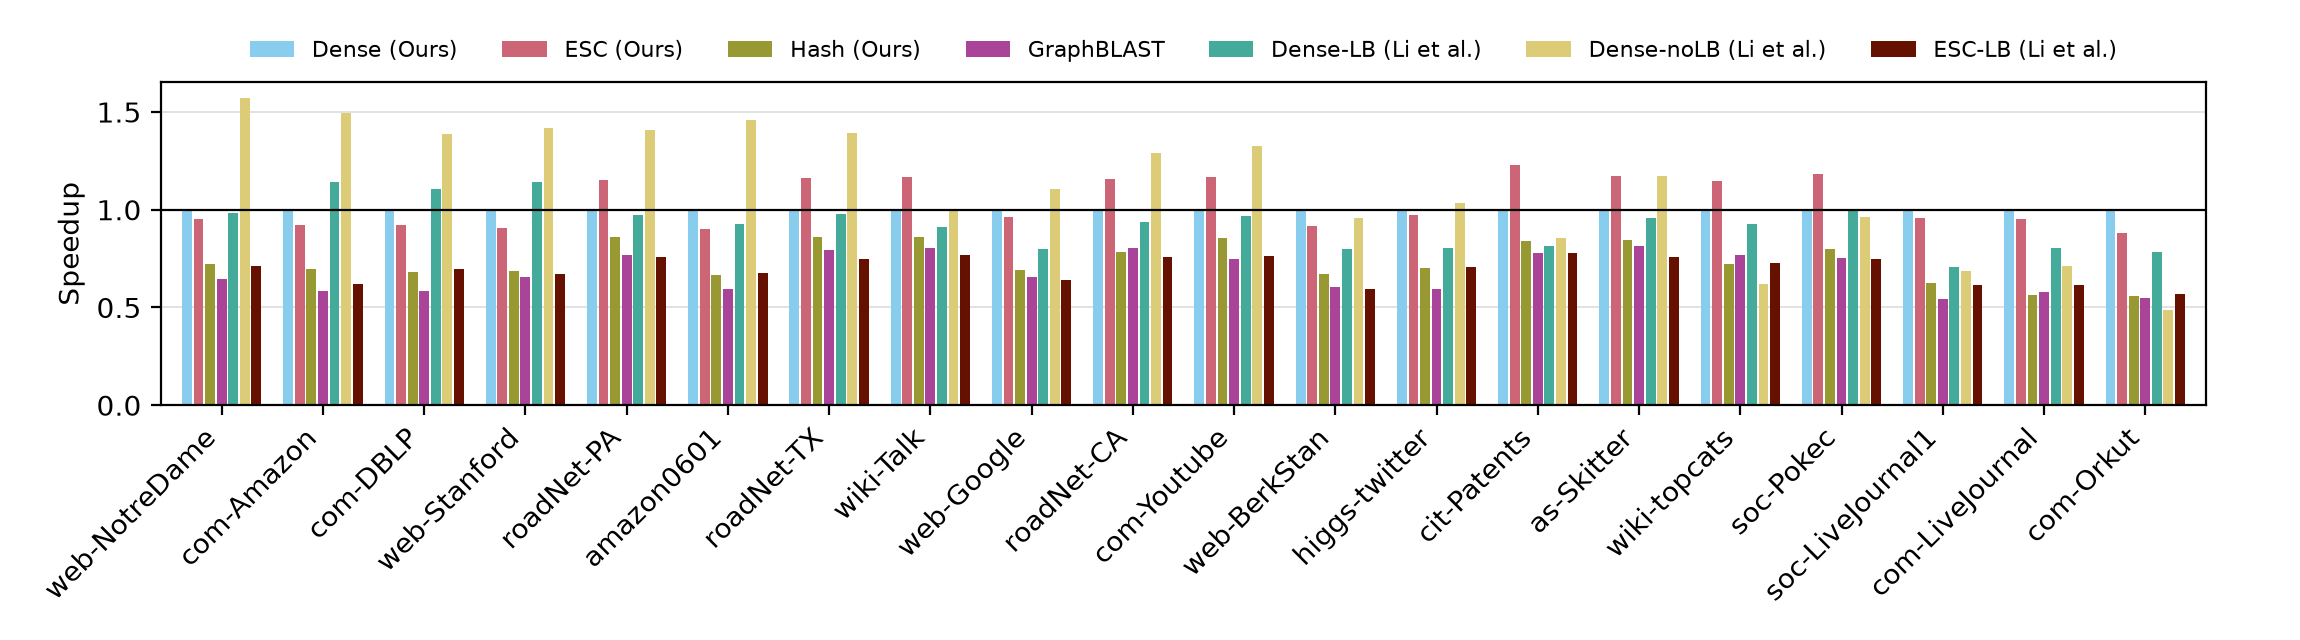 Dense (Ours) ESC (Ours) Hash (Ours) GraphBLAST Dense-LB (Li et al.) Dense-noLB (Li et al.) ESC-LB (Li et al.)
Speedup
1.5
1.0
0.5
0.0
web-NotreDame
com-Amazon
com-DBLP
web-Stanford
roadNet-PA
amazon0601
roadNet-TX
wiki-Talk
web-Google
roadNet-CA
com-Youtube
web-BerkStan
higgs-twitter
cit-Patents
as-Skitter
wiki-topcats
soc-Pokec
soc-LiveJournal1
com-LiveJournal
com-Orkut